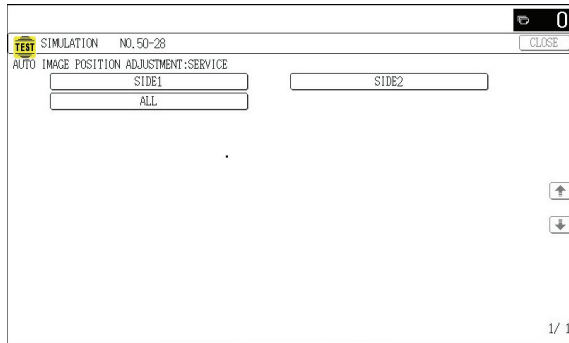 0
TEST SIMULATION NO.50-28 CLOSE
AUTO IMAGE POSITION ADJUSTMENT:SERVICE
SIDE1 SIDE2
ALL
1/ 1